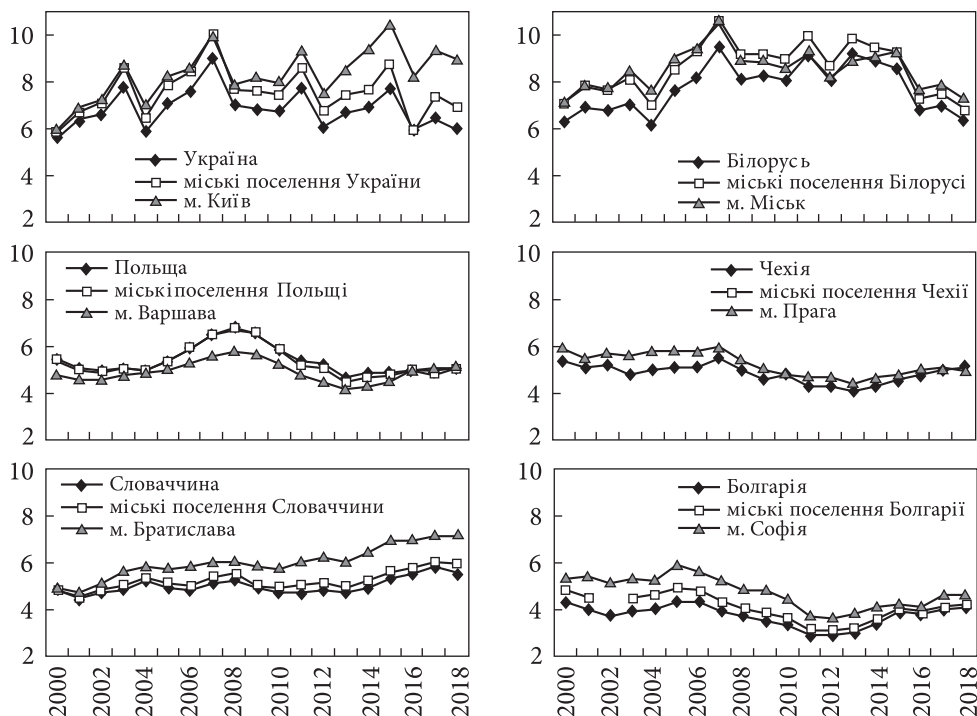 10
8
6
4
2
Україна
міські поселення України
м. Київ
10
8
6
4
2
Білорусь
міські поселення Білорусі
м. Міськ
10
8
6
4
2
Польща
міські поселення Польщі
м. Варшава
10
8
6
4
2
Чехія
міські поселення Чехії
м. Прага
10
8
6
4
2
Словаччина
міські поселення Словаччини
м. Братислава
2000
2002
2004
2006
2008
2010
2012
2014
2016
2018
10
8
6
4
2
Болгарія
міські поселення Болгарії
м. Софія
2000
2002
2004
2006
2008
2010
2012
2014
2016
2018